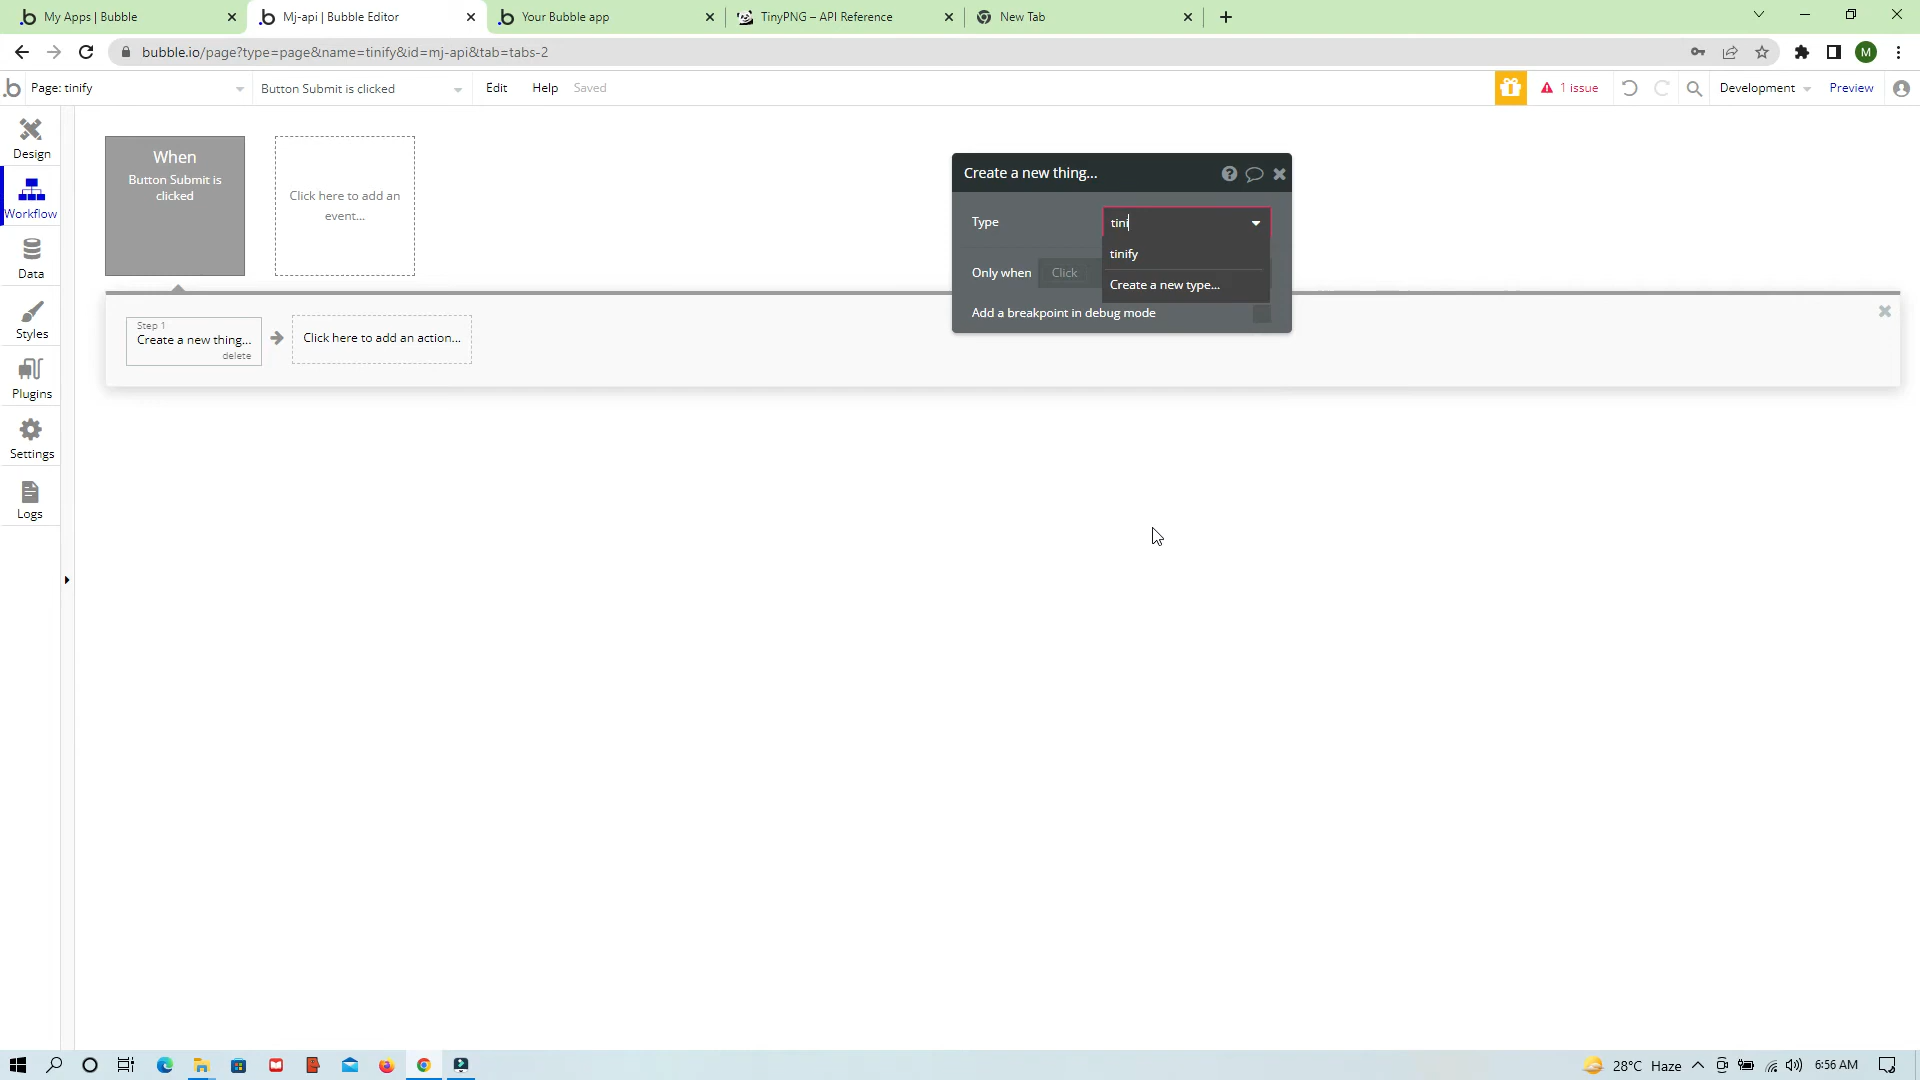 My Apps | Bubble
Mj-api | Bubble Editor
Your Bubble app
TinyPNG – API Reference
New Tab
bubble.io/page?type=page&name=tinify&id=mj-api&tab=tabs-2
M
Page: tinify
Button Submit is clicked
Edit
Help
Saved
1 issue
Development
Preview
Design
Workflow
Data
Styles
Plugins
Settings
Logs
When
Button Submit is
clicked
Click here to add an
event...
Create a new thing...
Type
tini
tinify
Create a new type...
Only when
Click
Add a breakpoint in debug mode
Step 1
Create a new thing...
delete
Click here to add an action...
28°C Haze
6:56 AM